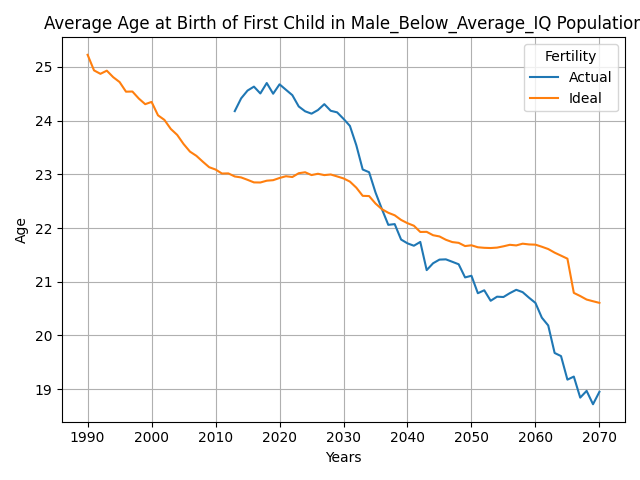 Average Age at Birth of First Child in Male_Below_Average_IQ Population
Fertility
Actual
Ideal
25
24
23
22
21
20
19
Age
1990
2000
2010
2020
2030
2040
2050
2060
2070
Years